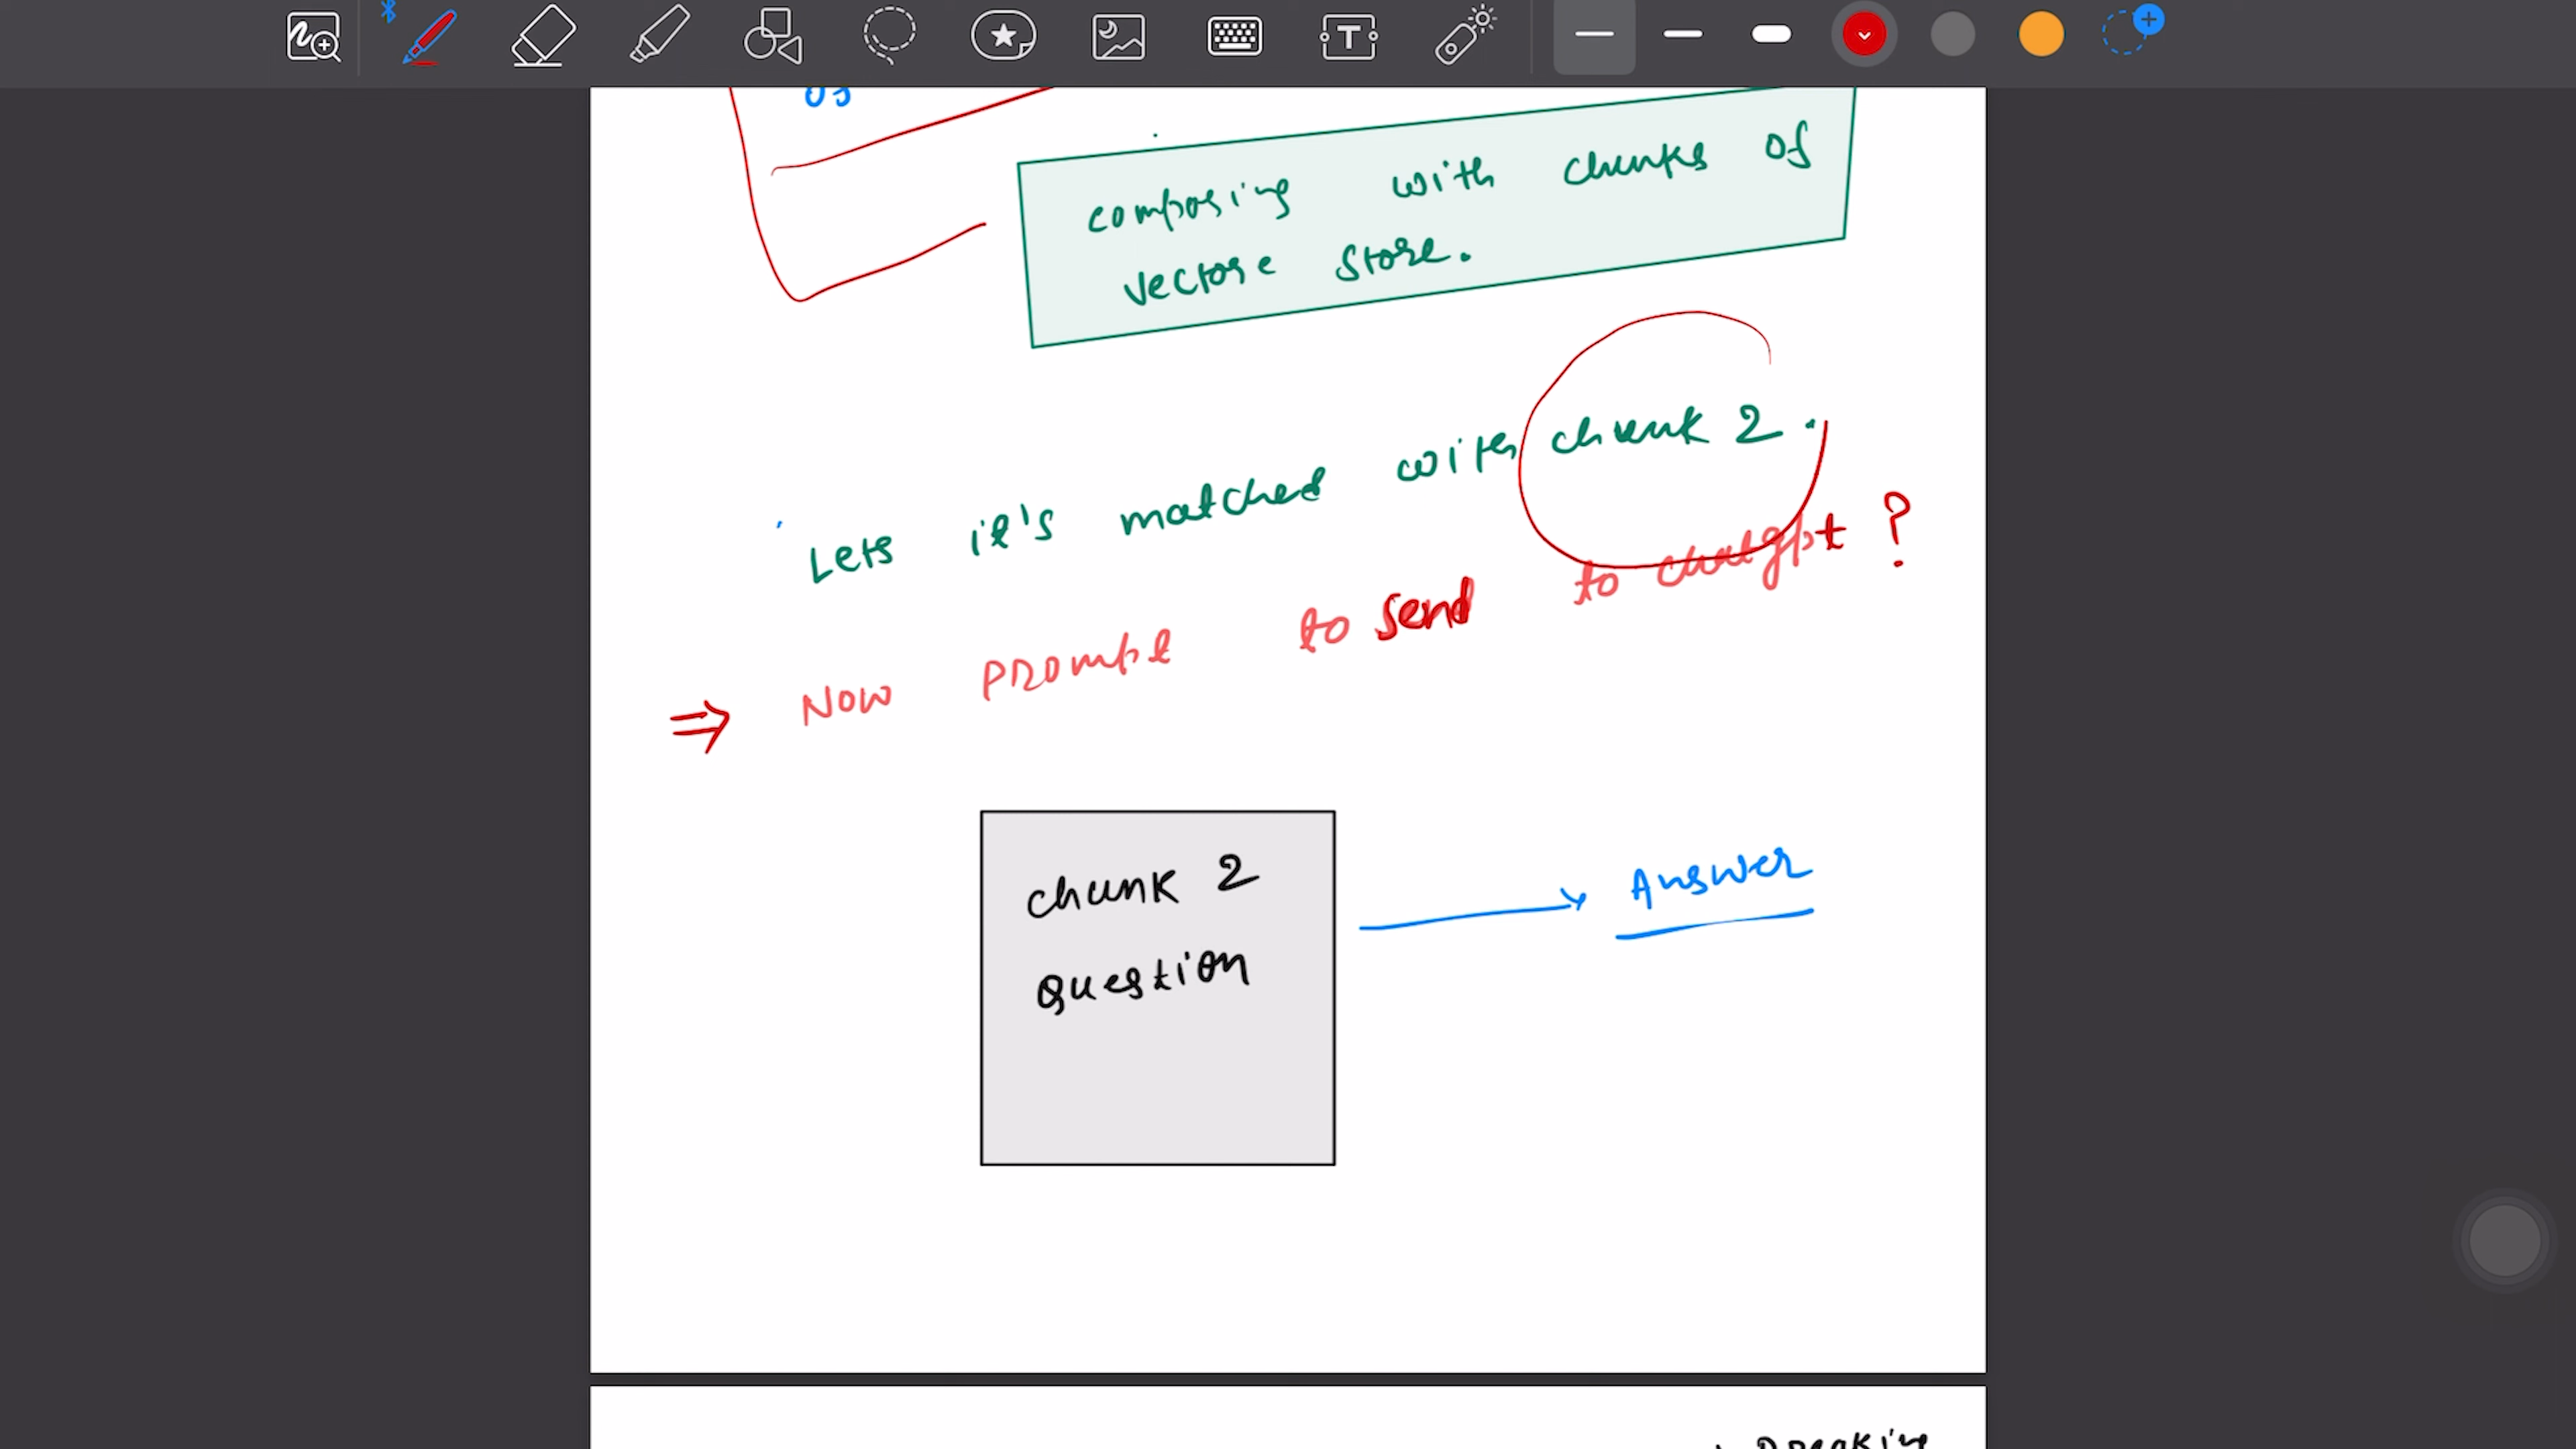 of
composing with chunks of
vectore store.
Lets it's matched with chunk 2.
⇒ Now prompt to send to chatgpt ?
chunk 2
Question
→ Answer